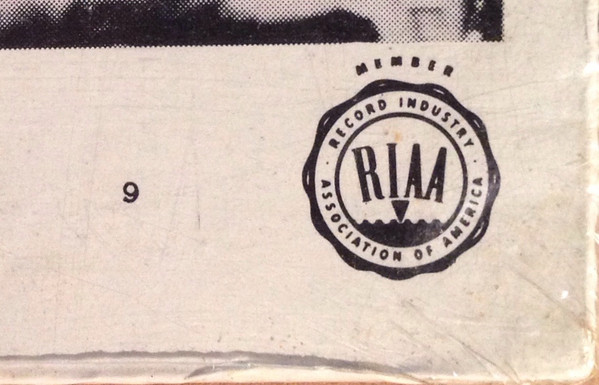 MEMBER
RECORD INDUSTRY
RIAA
ASSOCIATION OF AMERICA
9